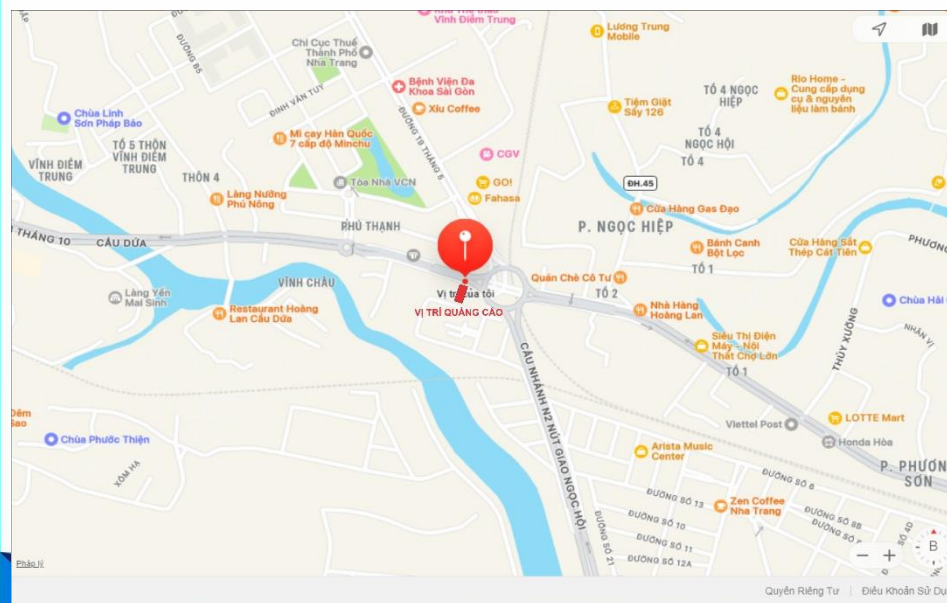 Vĩnh Điềm Trung
Lương Trung
Mobile
ĐƯỜNG B5
Chi Cục Thuế
Thành Phố
Nha Trang
Bệnh Viện Đa
Khoa Sài Gòn
Rio Home -
Cung cấp dụng
cụ & nguyên
liệu làm bánh
TỔ 4 NGỌC
HIỆP
ĐINH VĂN TUY
Xíu Coffee
Tiệm Giặt
Sấy 126
Chùa Linh
Sơn Pháp Bảo
ĐƯỜNG 19 THÁNG 5
Mì cay Hàn Quốc
7 cấp độ Minchu
TỔ 4
NGỌC HỘI
TỔ 5 THÔN
VĨNH ĐIỀM
TRUNG
VĨNH ĐIỀM
TRUNG
CGV
TỔ 4
THÔN 4
Tòa Nhà VCN
GO!
ĐH.45
Làng Nướng
Phú Nông
Fahasa
Cửa Hàng Gas Đạo
PHÚ THẠNH
P. NGỌC HIỆP
THÁNG 10
CẦU DỨA
Bánh Canh
Bột Lọc
Cửa Hàng Sắt
Thép Cát Tiên
PHƯƠNG
TỔ 1
VĨNH CHÂU
Quán Chè Cô Tư
TỔ 2
Làng Yến
Mai Sinh
Vị trí của tôi
VỊ TRÍ QUẢNG CÁO
Chùa Hải
Restaurant Hoàng
Lan Cầu Dứa
Nhà Hàng
Hoàng Lan
NHÂN VỊ
THỦY XƯỞNG
Siêu Thị Điện
Máy - Nội
Thất Chợ Lớn
TỔ 1
CẦU NHÁNH N2 NÚT GIAO NGỌC HỘI
Đêm
Sao
LOTTE Mart
Viettel Post
Chùa Phước Thiện
Honda Hòa
Arista Music
Center
P. PHƯƠN
SƠN
XÓM HẠ
ĐƯỜNG SỐ 6
ĐƯỜNG SỐ 13
Zen Coffee
Nha Trang
ĐƯỜNG SỐ 8B
ĐƯỜNG SỐ 10
ĐƯỜNG SỐ 21
ĐƯỜNG SỐ 11
SỐ 4D
ĐƯỜNG SỐ 12A
B
Pháp lý
Quyền Riêng Tư
Điều Khoản Sử Dụ